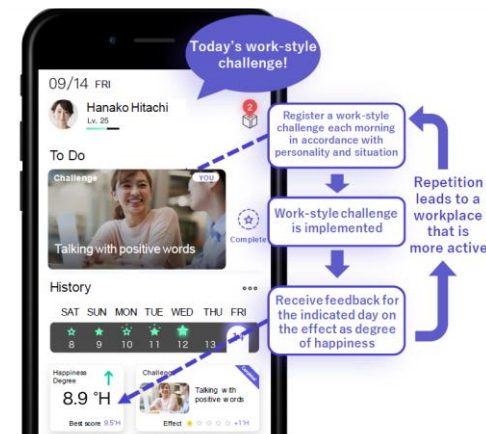 Today's work-style
challenge!
09/14 FRI
Hanako Hitachi
Lv. 25
2
To Do
Challenge
YOU
Talking with positive words
Complete
History
SAT SUN MON TUE WED THU FRI
8 9 10 11 12 13
Happiness
Degree
8.9 °H
Best score 9.5°H
Challenge
Talking with
positive words
Effect +1°H
Register a work-style
challenge each morning
in accordance with
personality and situation
Work-style challenge
is implemented
Receive feedback for
the indicated day on
the effect as degree
of happiness
Repetition
leads to a
workplace
that is
more active